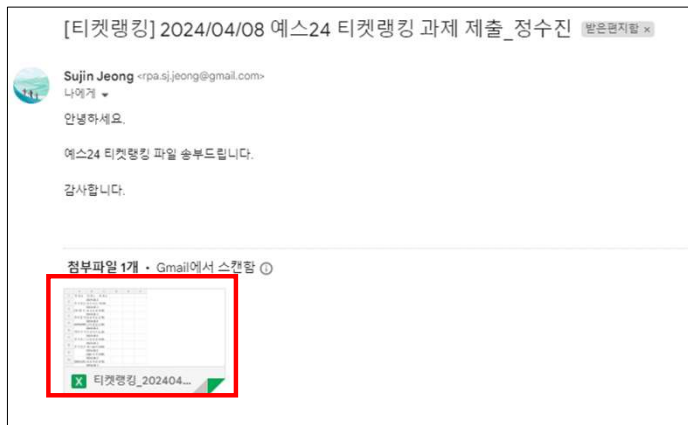 [티켓랭킹] 2024/04/08 예스24 티켓랭킹 과제 제출_정수진 받은편지함 ×
Sujin Jeong <rpa.sj.jeong@gmail.com>
나에게
안녕하세요.
예스24 티켓랭킹 파일 송부드립니다.
감사합니다.
첨부파일 1개 • Gmail에서 스캔함
X 티켓랭킹_202404...